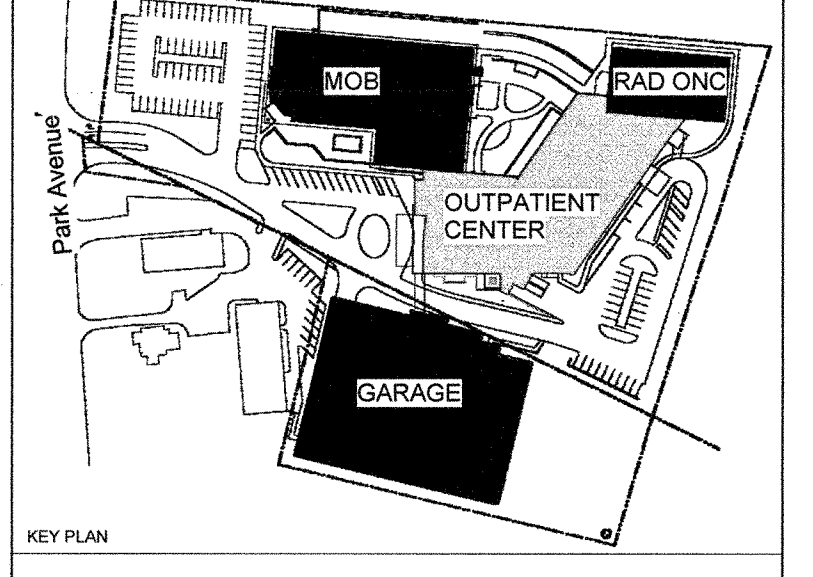 MOB
RAD ONC
Park Avenue'
OUTPATIENT
CENTER
GARAGE
KEY PLAN